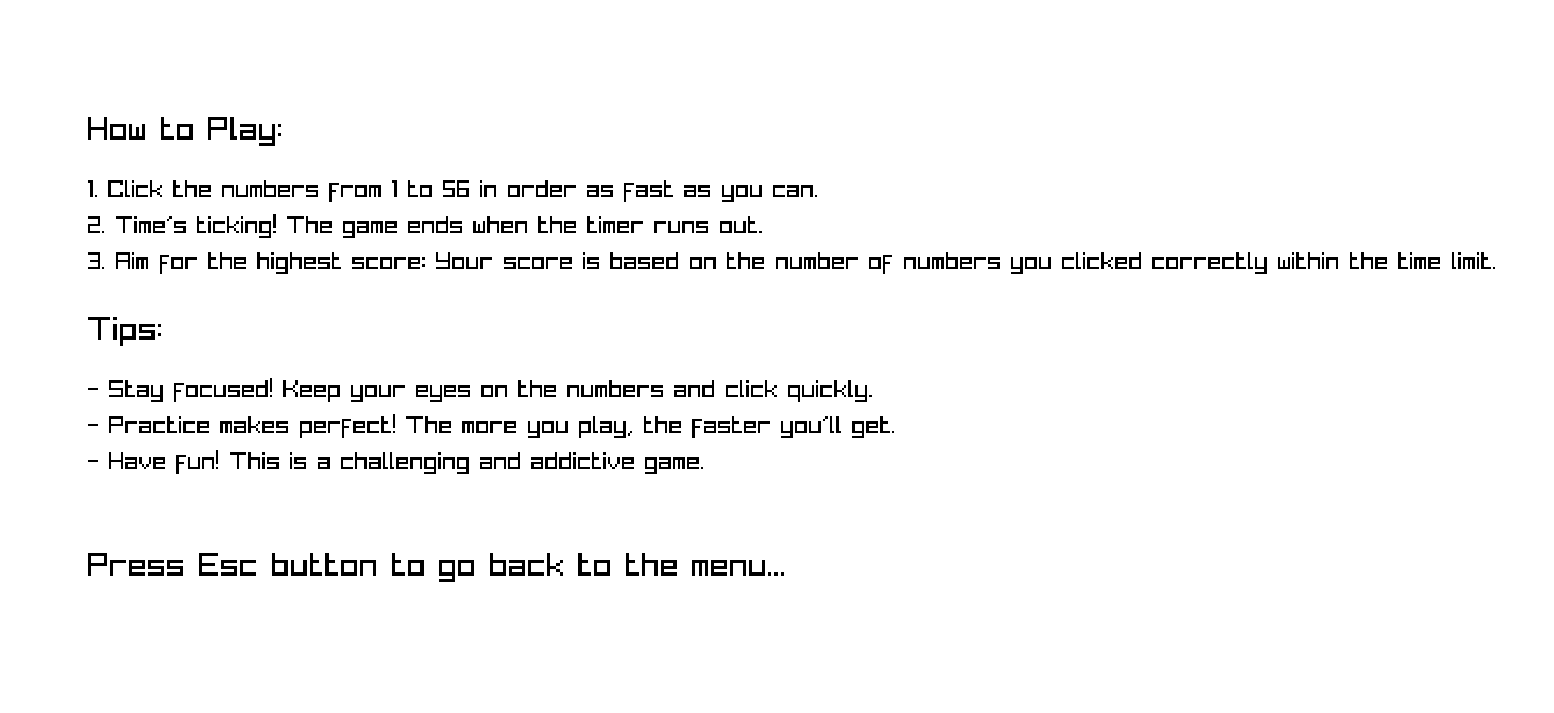 How to Play:
1. Click the numbers from 1 to 56 in order as fast as you can.
2. Time's ticking! The game ends when the timer runs out.
3. Aim for the highest score: Your score is based on the number of numbers you clicked correctly within the time limit.
Tips:
- Stay focused! Keep your eyes on the numbers and click quickly.
- Practice makes perfect! The more you play, the faster you'll get.
- Have fun! This is a challenging and addictive game.
Press Esc button to go back to the menu...